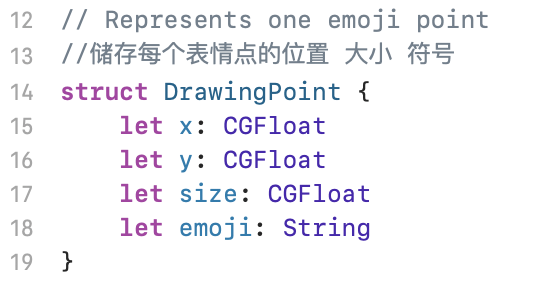 12 // Represents one emoji point
13 //储存每个表情点的位置 大小 符号
14 struct DrawingPoint {
15     let x: CGFloat
16     let y: CGFloat
17     let size: CGFloat
18     let emoji: String
19 }